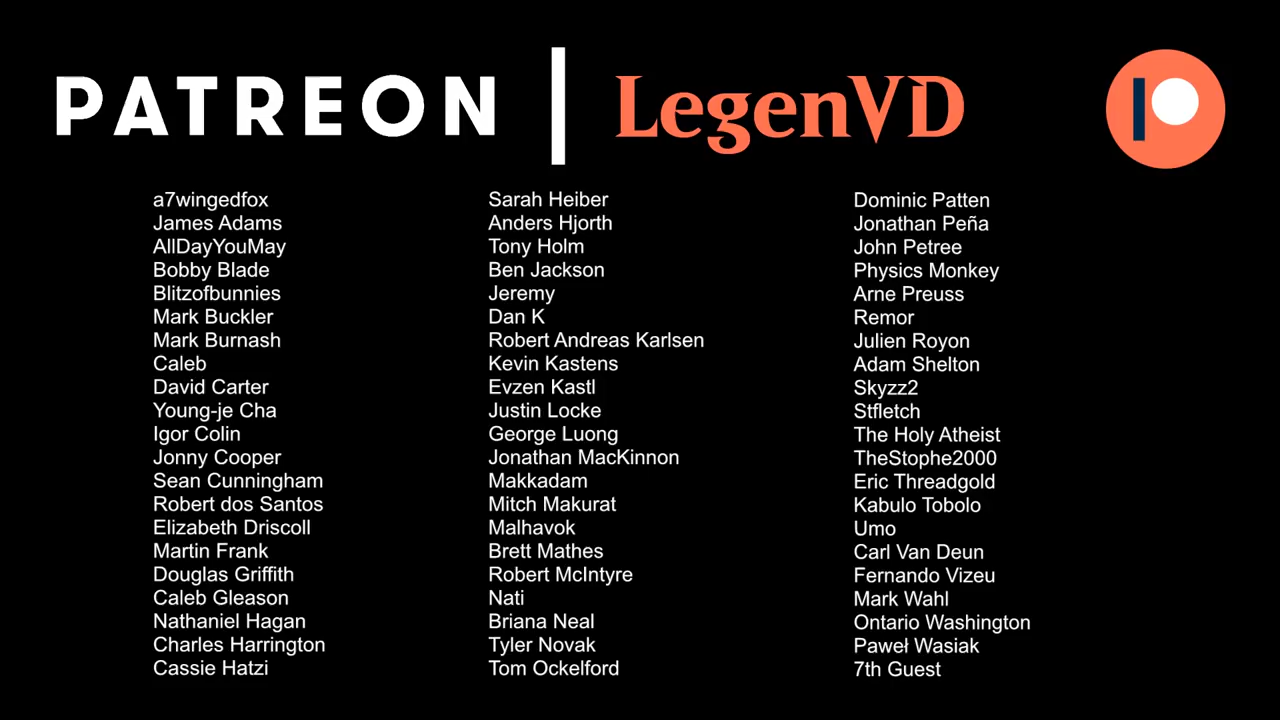 PATREON | LegenVD
a7wingedfox
James Adams
AllDayYouMay
Bobby Blade
Blitzofbunnies
Mark Buckler
Mark Burnash
Caleb
David Carter
Young-je Cha
Igor Colin
Jonny Cooper
Sean Cunningham
Robert dos Santos
Elizabeth Driscoll
Martin Frank
Douglas Griffith
Caleb Gleason
Nathaniel Hagan
Charles Harrington
Cassie Hatzi
Sarah Heiber
Anders Hjorth
Tony Holm
Ben Jackson
Jeremy
Dan K
Robert Andreas Karlsen
Kevin Kastens
Evzen Kastl
Justin Locke
George Luong
Jonathan MacKinnon
Makkadam
Mitch Makurat
Malhavok
Brett Mathes
Robert McIntyre
Nati
Briana Neal
Tyler Novak
Tom Ockelford
Dominic Patten
Jonathan Peña
John Petree
Physics Monkey
Arne Preuss
Remor
Julien Royon
Adam Shelton
Skyzz2
Stfletch
The Holy Atheist
TheStophe2000
Eric Threadgold
Kabulo Tobolo
Umo
Carl Van Deun
Fernando Vizeu
Mark Wahl
Ontario Washington
Paweł Wasiak
7th Guest